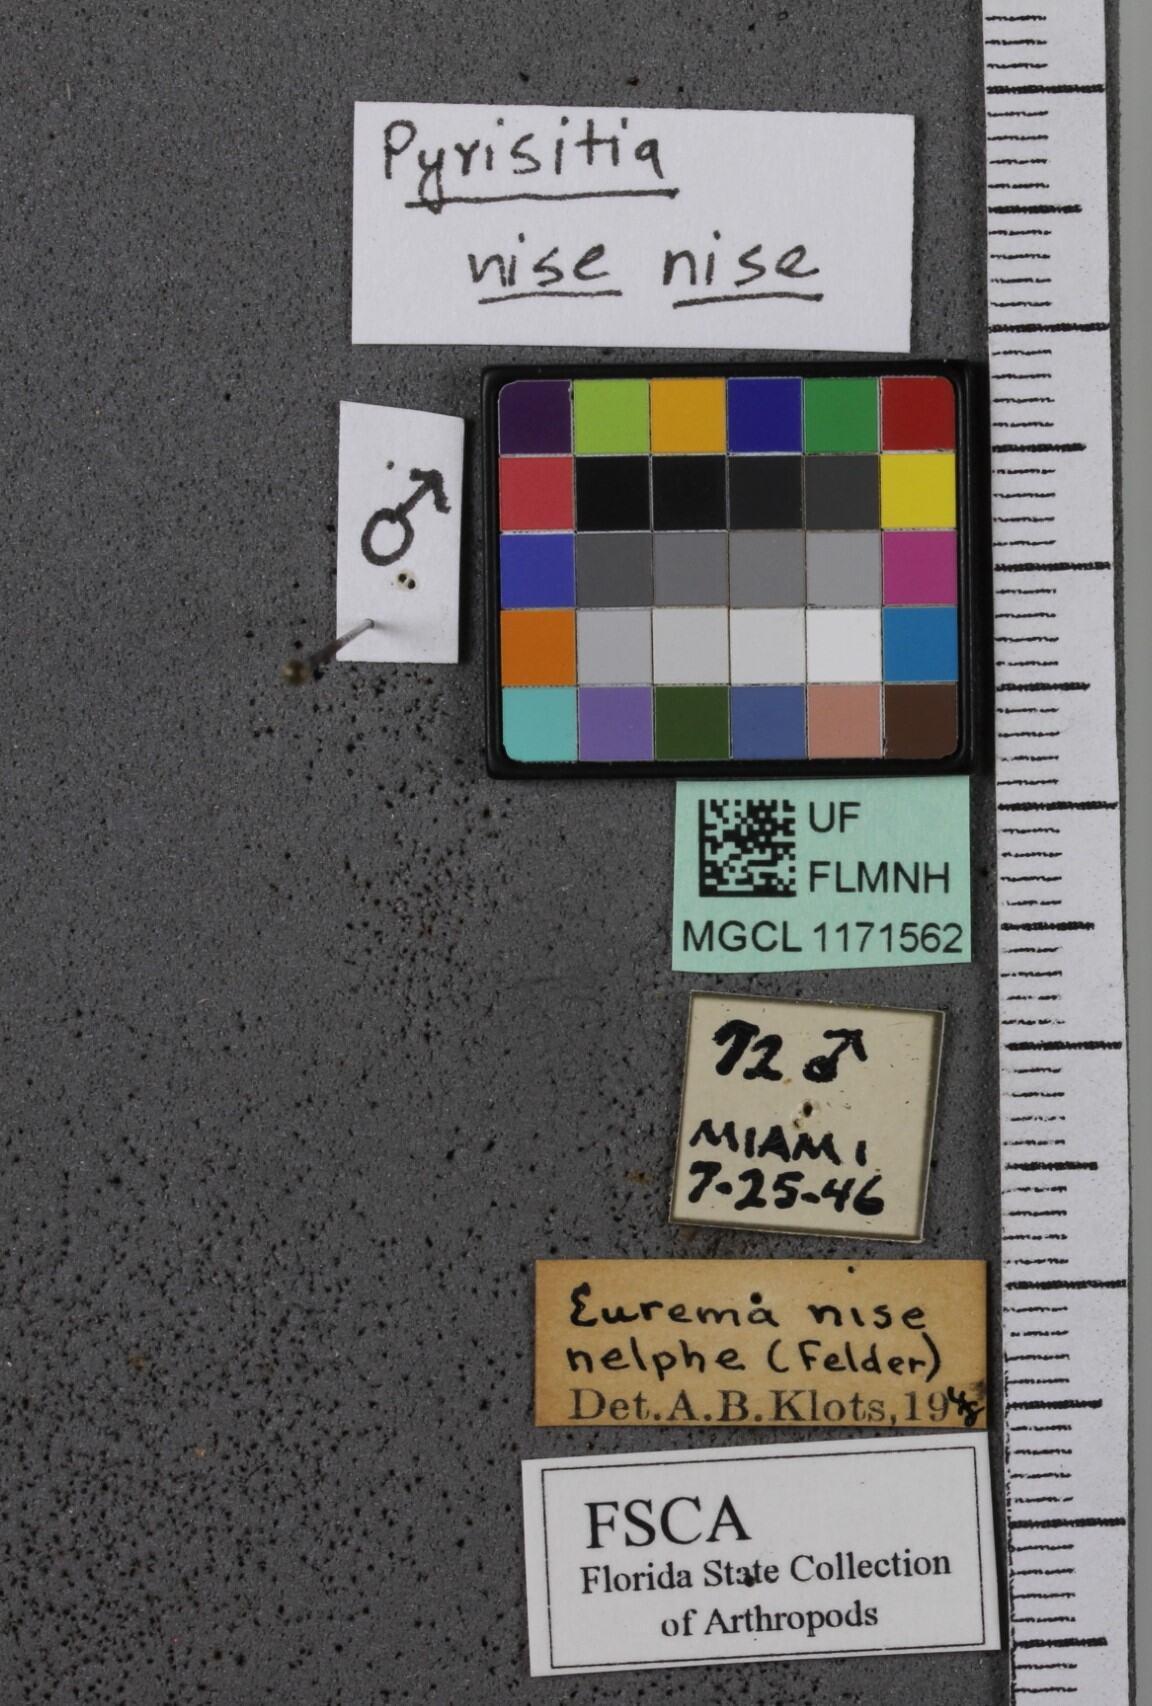 Pyrisitia
nise nise
♂
UF
FLMNH
MGCL 1171562
72 ♂
MIAMI
7-25-46
Eurema nise
nelphe (Felder)
Det. A. B. Klots, 1948
FSCA
Florida State Collection
of Arthropods